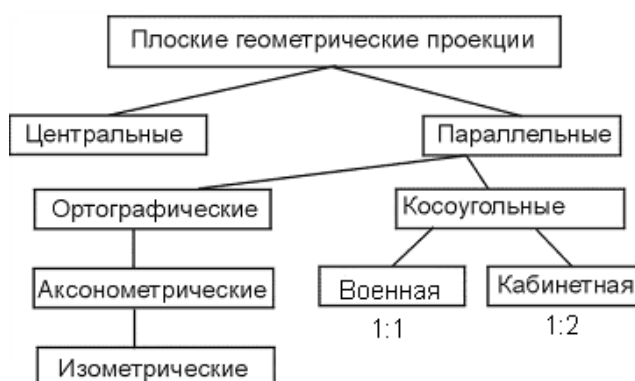 Плоские геометрические проекции
Центральные
Параллельные
Ортографические
Косоугольные
Аксонометрические
Военная
Кабинетная
1:1
1:2
Изометрические